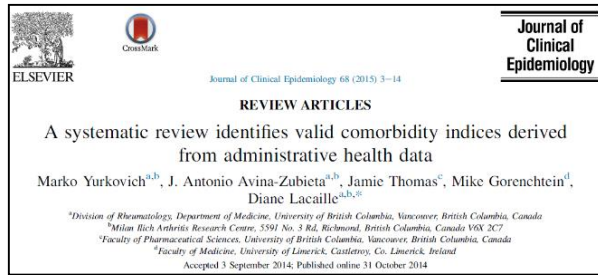 ELSEVIER
CrossMark
Journal of Clinical Epidemiology 68 (2015) 3–14
Journal of
Clinical
Epidemiology
REVIEW ARTICLES
A systematic review identifies valid comorbidity indices derived
from administrative health data
Marko Yurkovich^a,b, J. Antonio Avina-Zubieta^a,b, Jamie Thomas^c, Mike Gorenchtein^d,
Diane Lacaille^a,b,*
^aDivision of Rheumatology, Department of Medicine, University of British Columbia, Vancouver, British Columbia, Canada
^bMilan Ilich Arthritis Research Centre, 5591 No. 3 Rd, Richmond, British Columbia, Canada V6X 2C7
^cFaculty of Pharmaceutical Sciences, University of British Columbia, Vancouver, British Columbia, Canada
^dFaculty of Medicine, University of Limerick, Castletroy, Co. Limerick, Ireland
Accepted 3 September 2014; Published online 31 October 2014